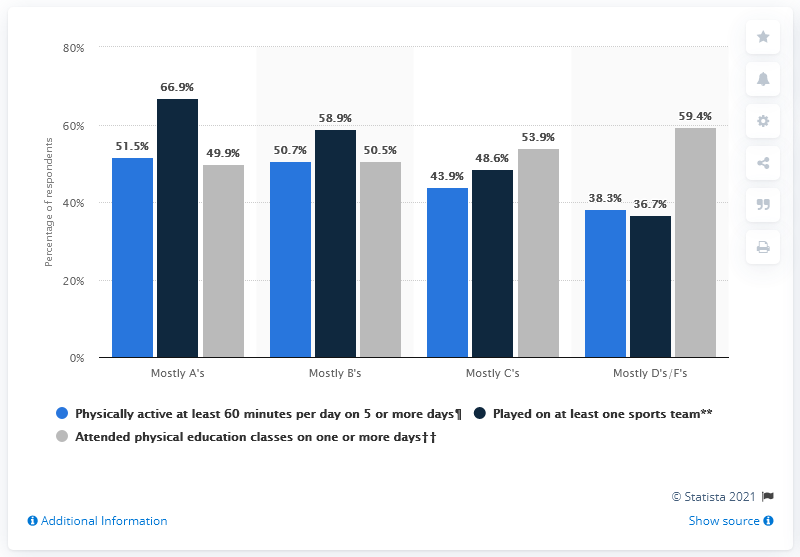 80%
60%
40%
20%
0%
Percentage of respondents
51.5%
66.9%
49.9%
50.7%
58.9%
50.5%
43.9%
48.6%
53.9%
38.3%
36.7%
59.4%
Mostly A's
Mostly B's
Mostly C's
Mostly D's/F's
Physically active at least 60 minutes per day on 5 or more days¶
Played on at least one sports team**
Attended physical education classes on one or more days††
© Statista 2021
Additional Information
Show source